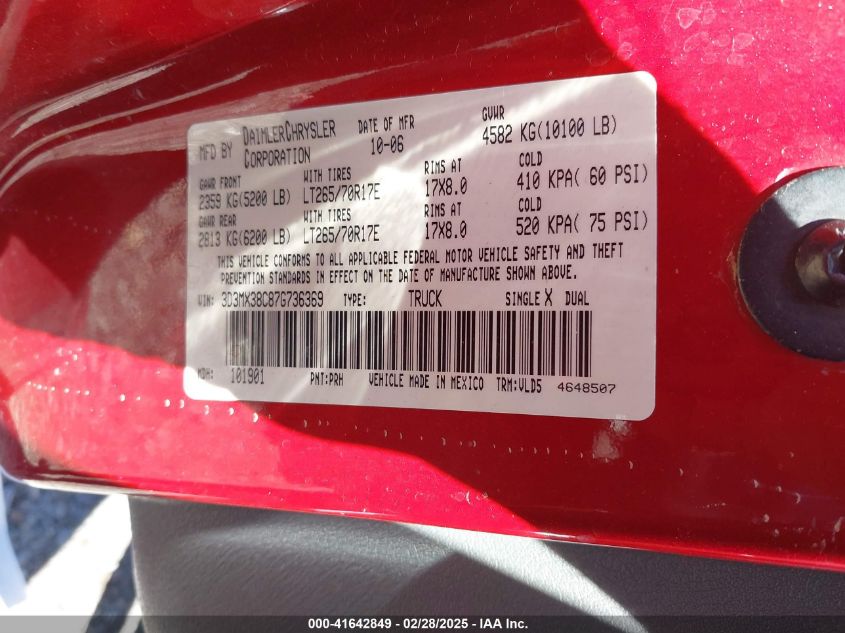 MFD BY DAIMLERCHRYSLER CORPORATION DATE OF MFR 10-06 GVWR 4582 KG(10100 LB)
GAWR FRONT WITH TIRES RIMS AT COLD
2359 KG(5200 LB) LT265/70R17E 17X8.0 410 KPA( 60 PSI)
GAWR REAR WITH TIRES RIMS AT COLD
2813 KG(6200 LB) LT265/70R17E 17X8.0 520 KPA( 75 PSI)
THIS VEHICLE CONFORMS TO ALL APPLICABLE FEDERAL MOTOR VEHICLE SAFETY AND THEFT
PREVENTION STANDARDS IN EFFECT ON THE DATE OF MANUFACTURE SHOWN ABOVE.
VIN: 3D3MX38C87G736369 TYPE: TRUCK SINGLE X DUAL
MDH: 101901 PNT:PRH VEHICLE MADE IN MEXICO TRM:VLD5 4648507
000-41642849 - 02/28/2025 - IAA Inc.